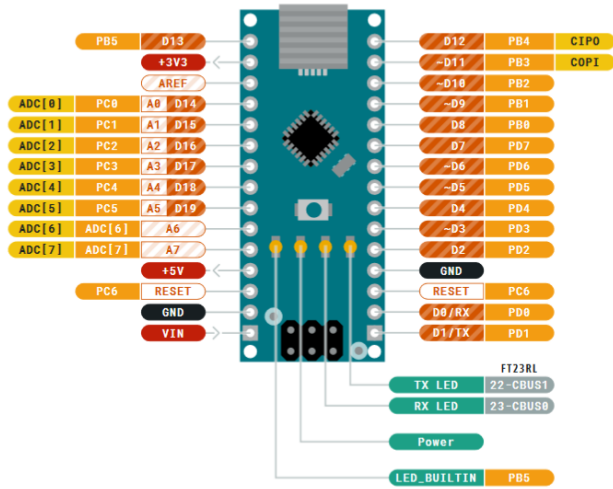 PB5 D13 D12 PB4 CIPO
+3V3 ~D11 PB3 COPI
AREF ~D10 PB2
ADC[0] PC0 A0 D14 ~D9 PB1
ADC[1] PC1 A1 D15 D8 PB0
ADC[2] PC2 A2 D16 D7 PD7
ADC[3] PC3 A3 D17 ~D6 PD6
ADC[4] PC4 A4 D18 ~D5 PD5
ADC[5] PC5 A5 D19 D4 PD4
ADC[6] ADC[6] A6 ~D3 PD3
ADC[7] ADC[7] A7 D2 PD2
+5V GND
PC6 RESET RESET PC6
GND D0/RX PD0
VIN D1/TX PD1
FT23RL
TX LED 22-CBUS1
RX LED 23-CBUS0
Power
LED_BUILTIN PB5